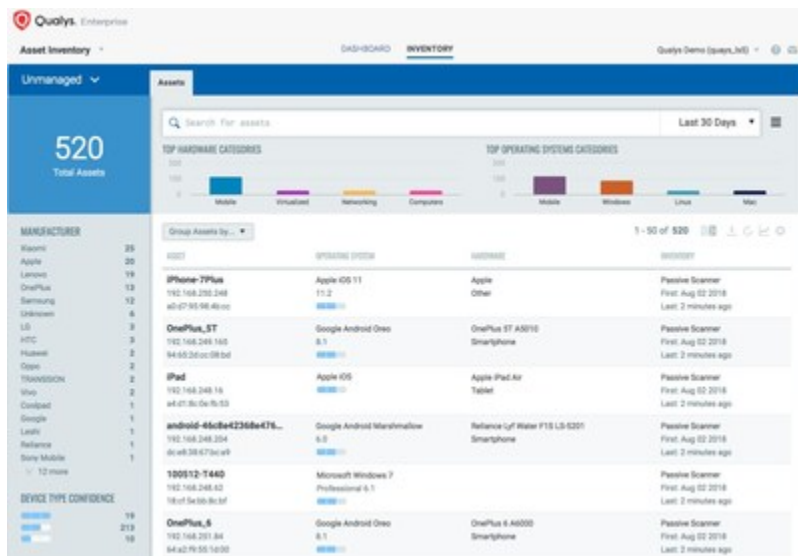 Qualys. Enterprise
Asset Inventory
DASHBOARD INVENTORY
Qualys Demo
Unmanaged
Assets
520
Total Assets
Search for assets
Last 30 Days
TOP HARDWARE CATEGORIES
TOP OPERATING SYSTEMS CATEGORIES
Mobile Virtualized Networking Computers
Mobile Windows Linux Mac
MANUFACTURER
Xiaomi 25
Apple 20
Lenovo 19
OnePlus 13
Samsung 12
Unknown 6
LG 3
HTC 3
Huawei 2
Oppo 2
TRANSSION 2
Vivo 2
Coolpad 1
Google 1
Leshi 1
Reliance 1
Sony Mobile 1
12 more
DEVICE TYPE CONFIDENCE
19
213
10
Group Assets by...
1 - 50 of 520
ASSET OPERATING SYSTEM HARDWARE INVENTORY
iPhone-7Plus Apple iOS 11 Apple Passive Scanner
192.168.250.248 11.2 Other First: Aug 02 2018
Last: 2 minutes ago
OnePlus_5T Google Android Oreo OnePlus 5T A5010 Passive Scanner
192.168.249.165 8.1 Smartphone First: Aug 02 2018
94:65:2d:cc:08:bd Last: 2 minutes ago
iPad Apple iOS Apple iPad Air Passive Scanner
192.168.248.16 Tablet First: Aug 02 2018
Last: 2 minutes ago
android-46c8e42368e476... Google Android Marshmallow Reliance Lyf Water F1S LS-5201 Passive Scanner
192.168.248.204 6.0 Smartphone First: Aug 02 2018
Last: 2 minutes ago
100512-T440 Microsoft Windows 7 Passive Scanner
192.168.248.62 Professional 6.1 First: Aug 02 2018
Last: 2 minutes ago
OnePlus_6 Google Android Oreo OnePlus 6 A6000 Passive Scanner
192.168.251.84 8.1 Smartphone First: Aug 02 2018
Last: 2 minutes ago